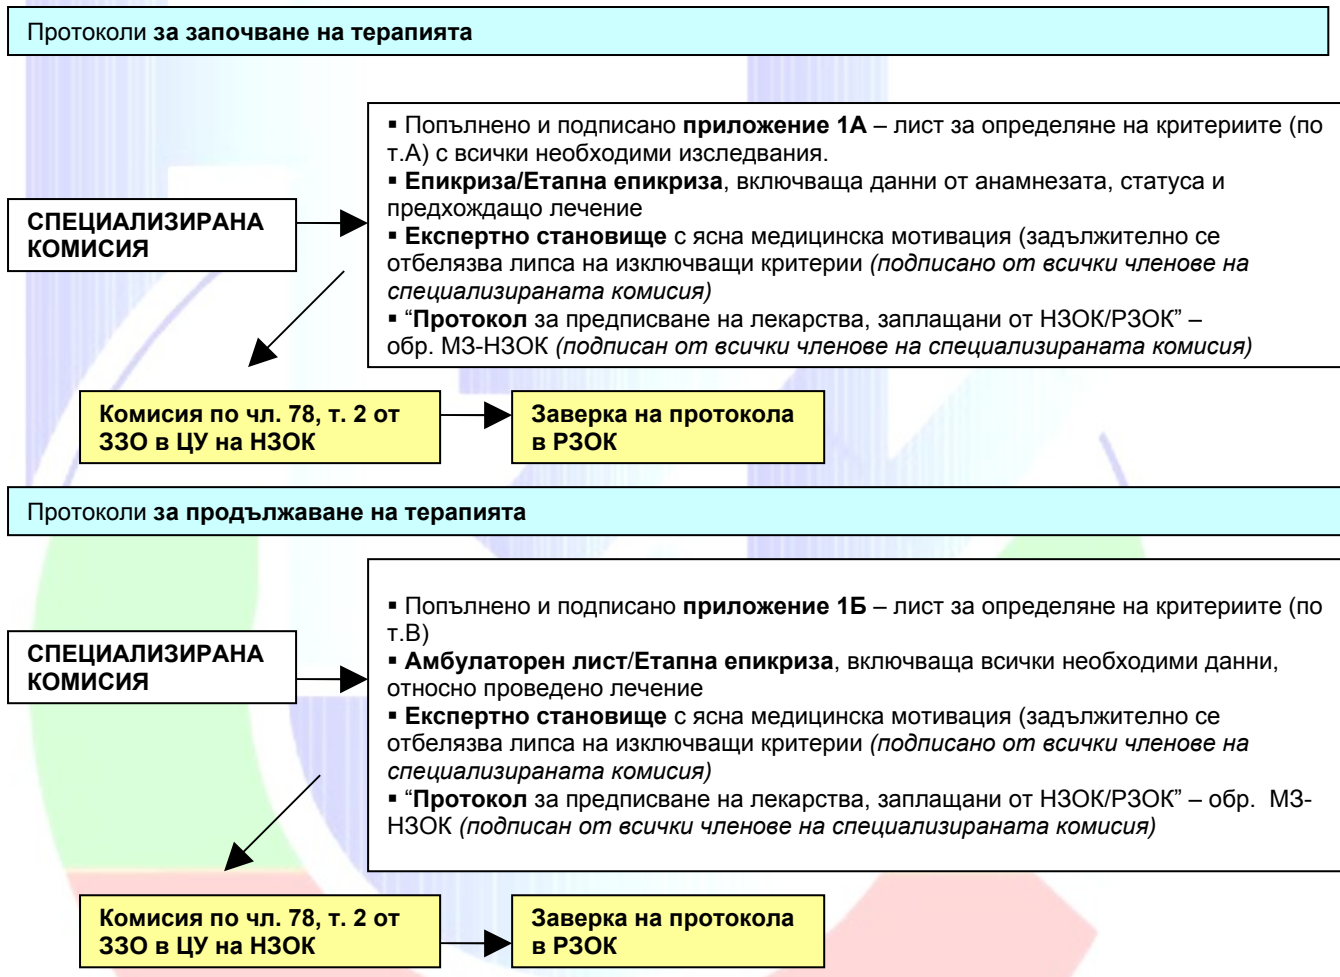 Протоколи за започване на терапията
▪ Попълнено и подписано приложение 1А – лист за определяне на критериите (по
т.А) с всички необходими изследвания.
▪ Епикриза/Етапна епикриза, включваща данни от анамнезата, статуса и
предхождащо лечение
▪ Експертно становище с ясна медицинска мотивация (задължително се
отбелязва липса на изключващи критерии (подписано от всички членове на
специализираната комисия)
▪ “Протокол за предписване на лекарства, заплащани от НЗОК/РЗОК” –
обр. МЗ-НЗОК (подписан от всички членове на специализираната комисия)
СПЕЦИАЛИЗИРАНА
КОМИСИЯ
Комисия по чл. 78, т. 2 от
ЗЗО в ЦУ на НЗОК
Заверка на протокола
в РЗОК
Протоколи за продължаване на терапията
▪ Попълнено и подписано приложение 1Б – лист за определяне на критериите (по
т.В)
▪ Амбулаторен лист/Етапна епикриза, включваща всички необходими данни,
относно проведено лечение
▪ Експертно становище с ясна медицинска мотивация (задължително се
отбелязва липса на изключващи критерии (подписано от всички членове на
специализираната комисия)
▪ “Протокол за предписване на лекарства, заплащани от НЗОК/РЗОК” – обр. МЗ-
НЗОК (подписан от всички членове на специализираната комисия)
СПЕЦИАЛИЗИРАНА
КОМИСИЯ
Комисия по чл. 78, т. 2 от
ЗЗО в ЦУ на НЗОК
Заверка на протокола
в РЗОК